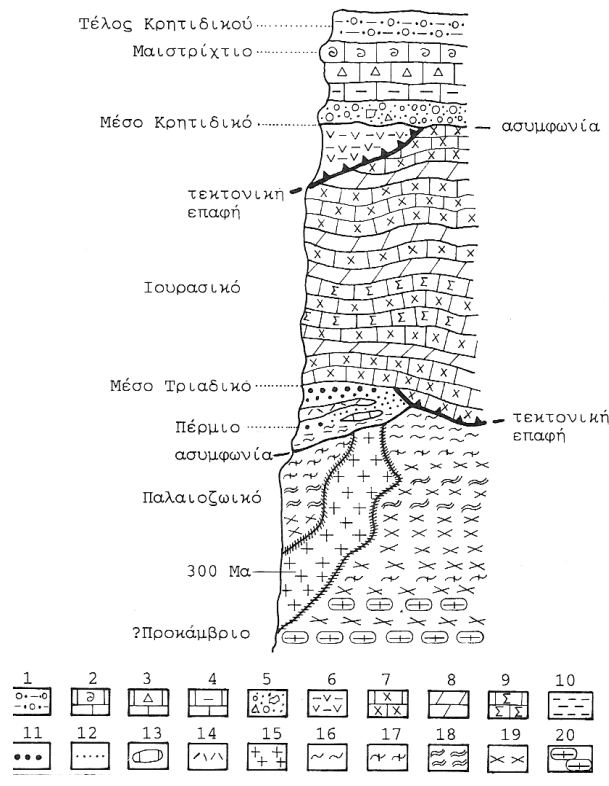 Τέλος Κρητιδικού
Μαιστρίχτιο
Μέσο Κρητιδικό
ασυμφωνία
τεκτονική
επαφή
Ιουρασικό
Μέσο Τριαδικό
τεκτονική
επαφή
Πέρμιο
ασυμφωνία
Παλαιοζωικό
300 Μα
?Προκάμβριο
1 2 3 4 5 6 7 8 9 10
11 12 13 14 15 16 17 18 19 20